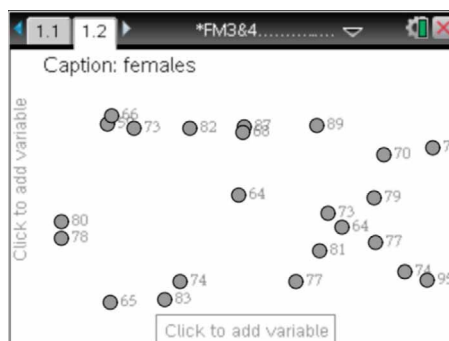 1.1 1.2 *FM3&4.............
Caption: females
Click to add variable
66
73 82 87 89
68
70
64 79
73
80 64
78 77
81
74 77 74 95
65 83
Click to add variable